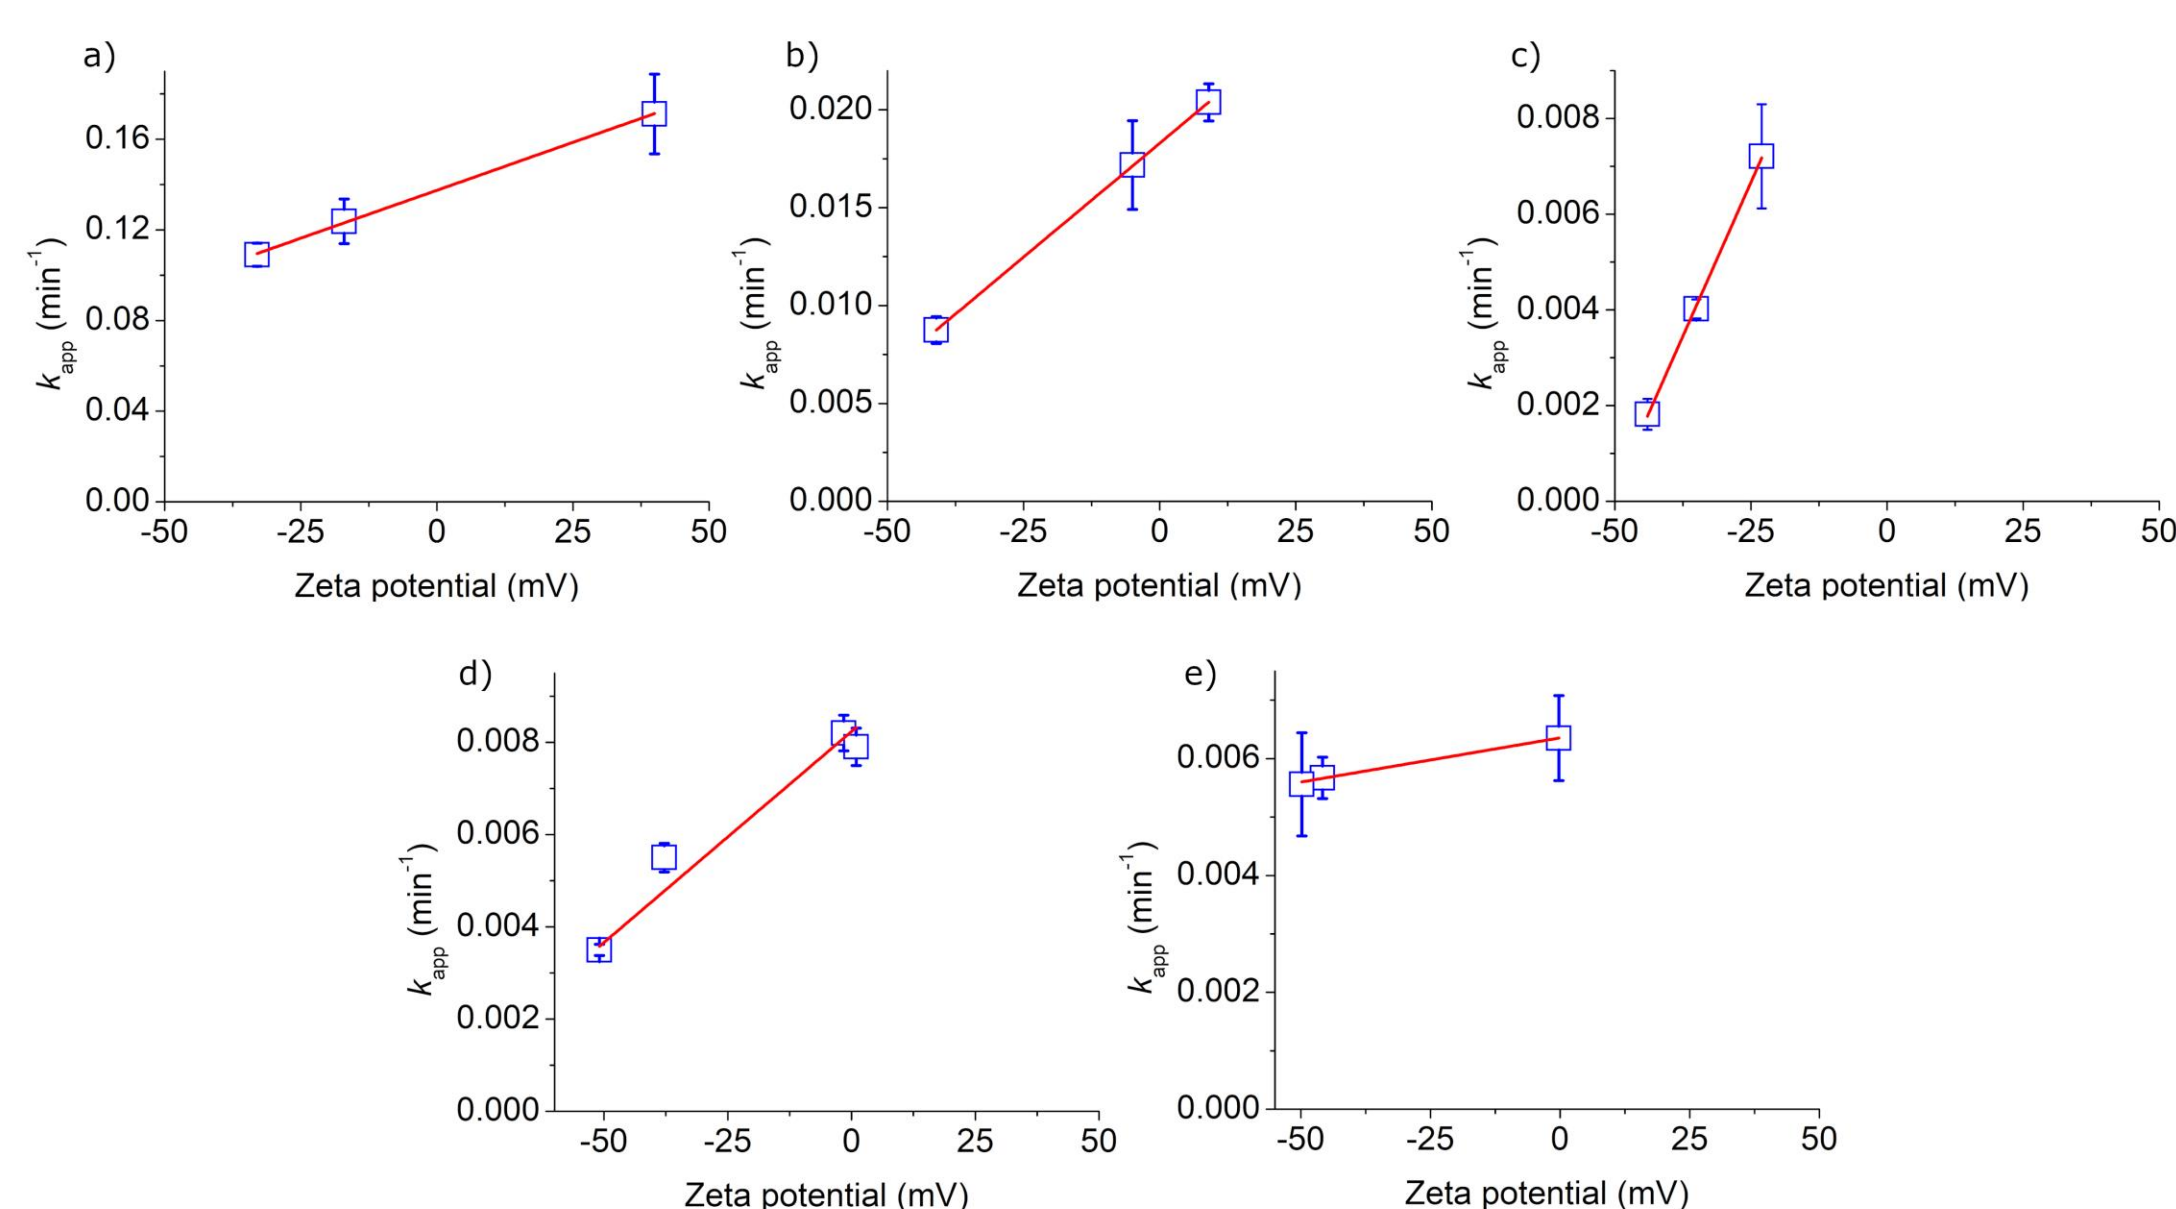 a)
0.16
0.12
0.08
0.04
0.00
-50 -25 0 25 50
kapp (min-1)
Zeta potential (mV)
b)
0.020
0.015
0.010
0.005
0.000
-50 -25 0 25 50
kapp (min-1)
Zeta potential (mV)
c)
0.008
0.006
0.004
0.002
0.000
-50 -25 0 25 50
kapp (min-1)
Zeta potential (mV)
d)
0.008
0.006
0.004
0.002
0.000
-50 -25 0 25 50
kapp (min-1)
Zeta potential (mV)
e)
0.006
0.004
0.002
0.000
-50 -25 0 25 50
kapp (min-1)
Zeta potential (mV)